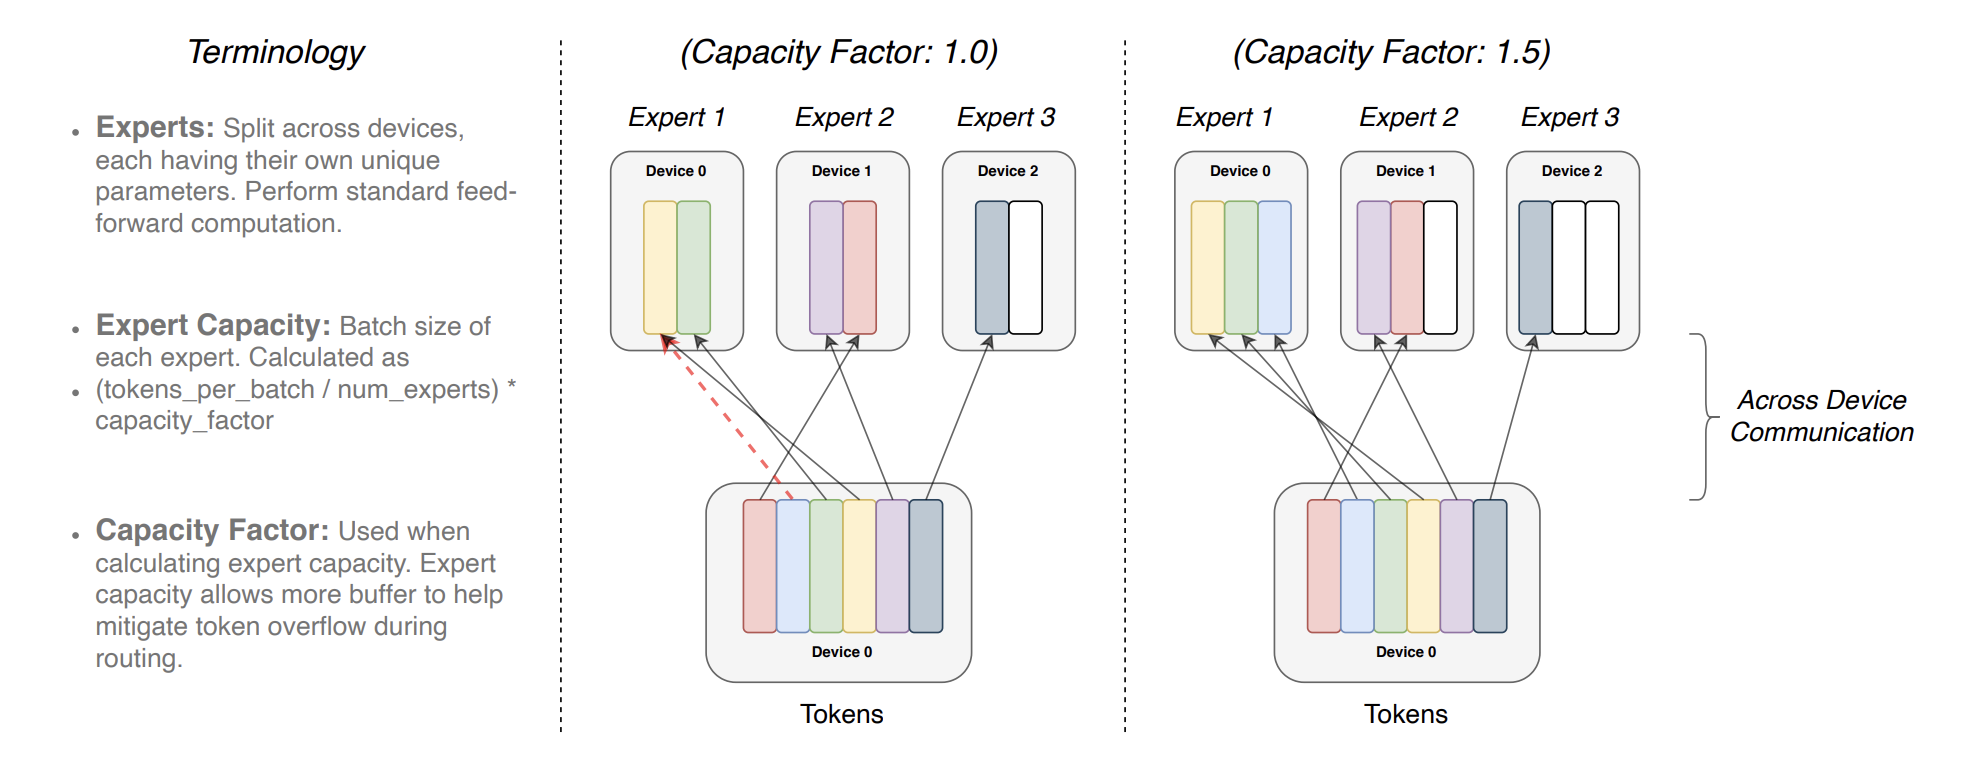 Terminology
• Experts: Split across devices,
each having their own unique
parameters. Perform standard feed-
forward computation.
• Expert Capacity: Batch size of
each expert. Calculated as
• (tokens_per_batch / num_experts) *
capacity_factor
• Capacity Factor: Used when
calculating expert capacity. Expert
capacity allows more buffer to help
mitigate token overflow during
routing.
(Capacity Factor: 1.0)
Expert 1
Expert 2
Expert 3
Device 0
Device 1
Device 2
Device 0
Tokens
(Capacity Factor: 1.5)
Expert 1
Expert 2
Expert 3
Device 0
Device 1
Device 2
Device 0
Tokens
Across Device
Communication